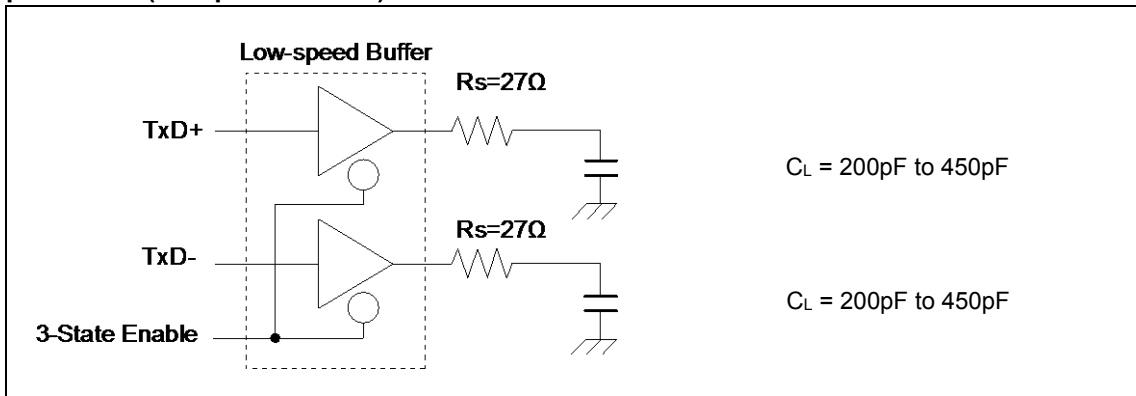 Low-speed Buffer
Rs=27Ω
TxD+
CL = 200pF to 450pF
Rs=27Ω
TxD-
CL = 200pF to 450pF
3-State Enable